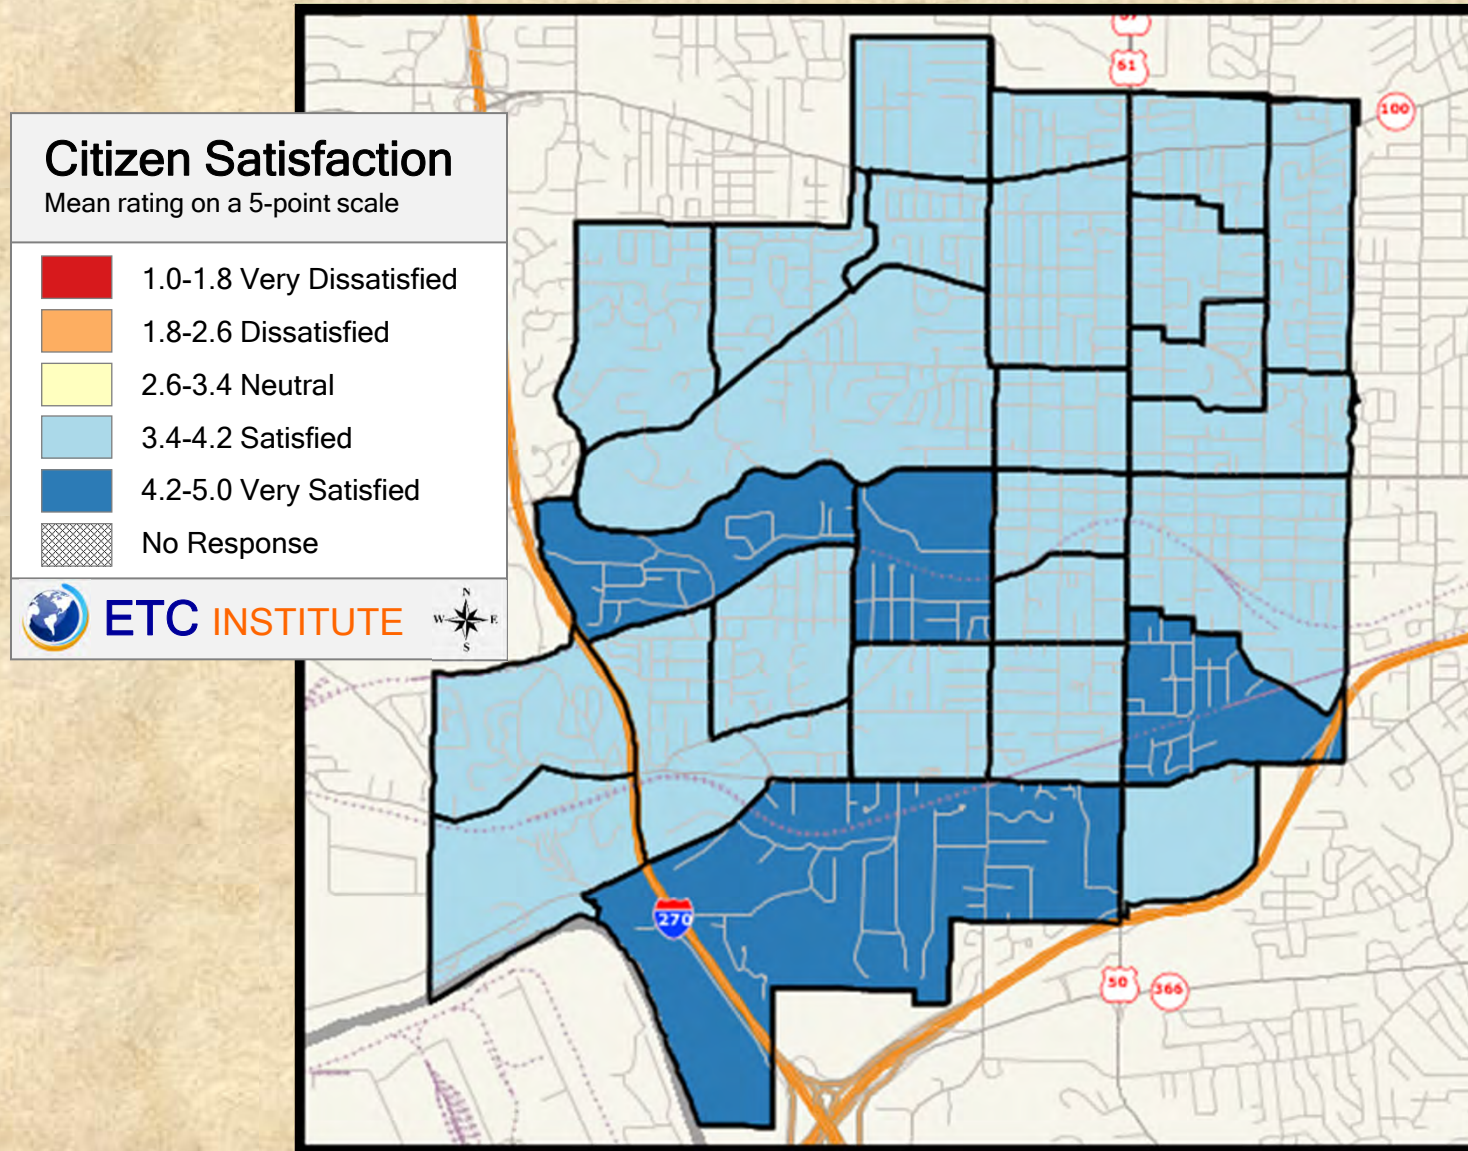 Citizen Satisfaction
Mean rating on a 5-point scale
1.0-1.8 Very Dissatisfied
1.8-2.6 Dissatisfied
2.6-3.4 Neutral
3.4-4.2 Satisfied
4.2-5.0 Very Satisfied
No Response
ETC INSTITUTE
N
W E
S
67
61
100
270
50
366